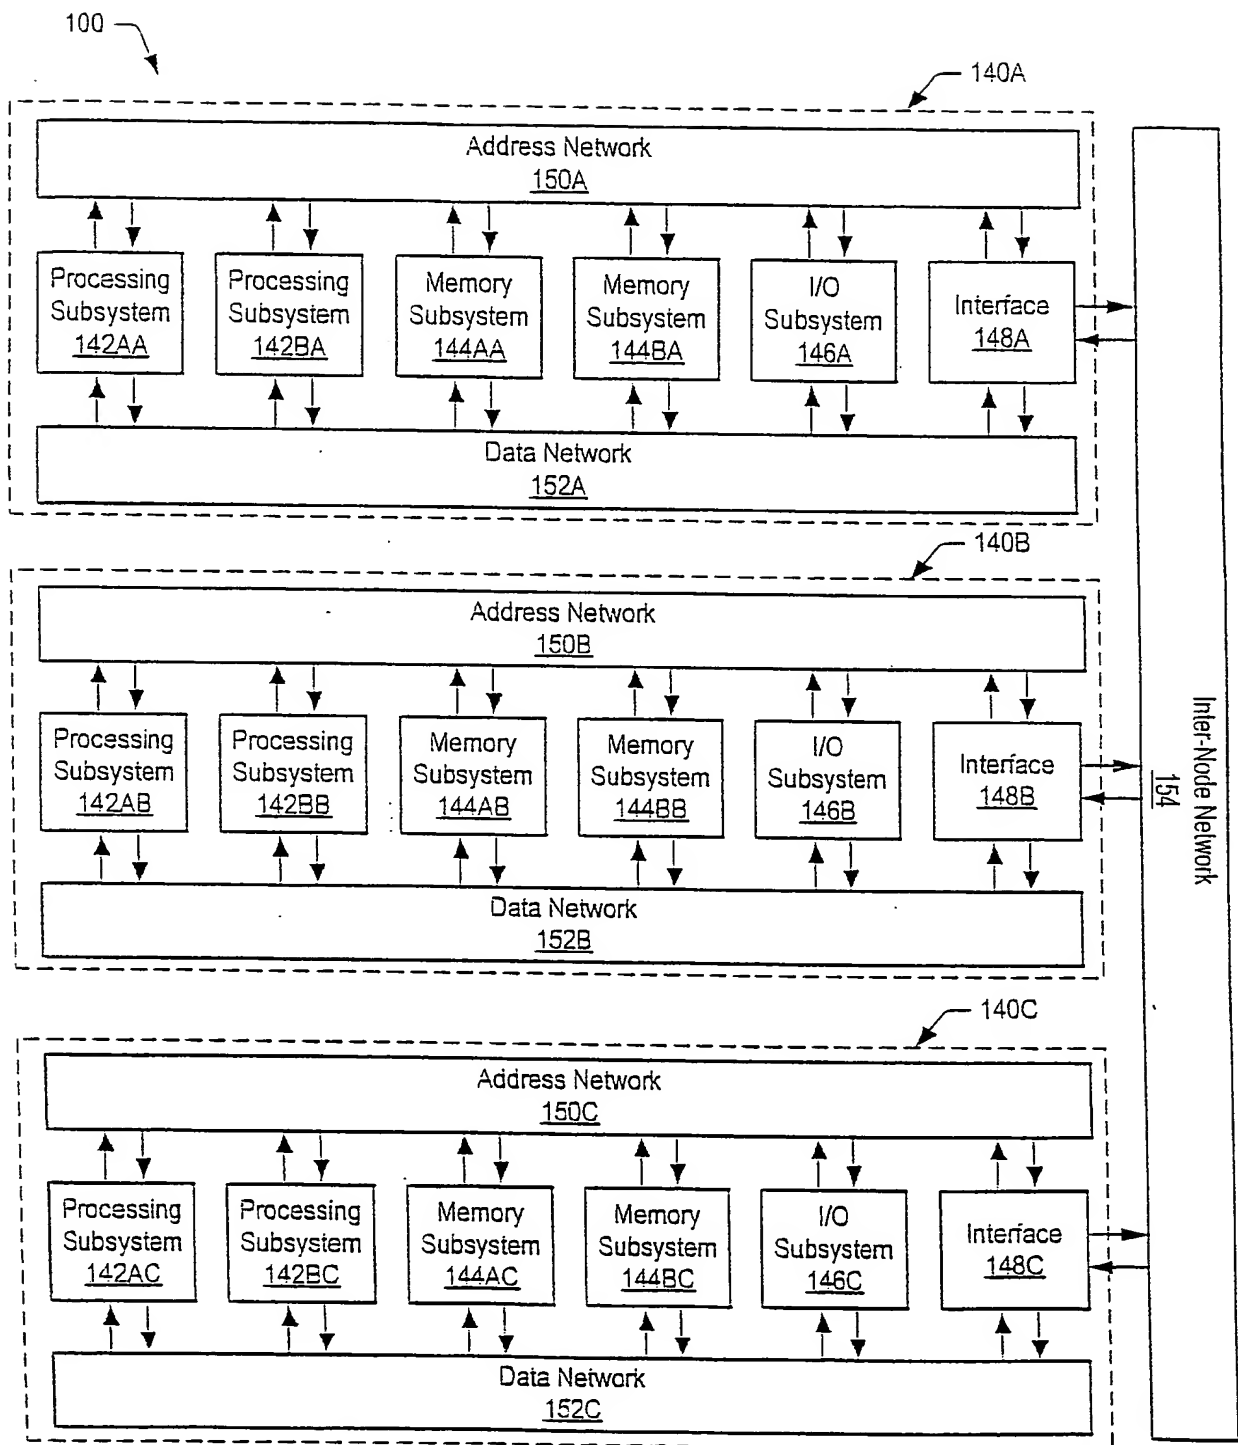 100
140A
Address Network
150A
Processing
Subsystem
142AA
Processing
Subsystem
142BA
Memory
Subsystem
144AA
Memory
Subsystem
144BA
I/O
Subsystem
146A
Interface
148A
Data Network
152A
140B
Address Network
150B
Processing
Subsystem
142AB
Processing
Subsystem
142BB
Memory
Subsystem
144AB
Memory
Subsystem
144BB
I/O
Subsystem
146B
Interface
148B
Data Network
152B
140C
Address Network
150C
Processing
Subsystem
142AC
Processing
Subsystem
142BC
Memory
Subsystem
144AC
Memory
Subsystem
144BC
I/O
Subsystem
146C
Interface
148C
Data Network
152C
Inter-Node Network
154